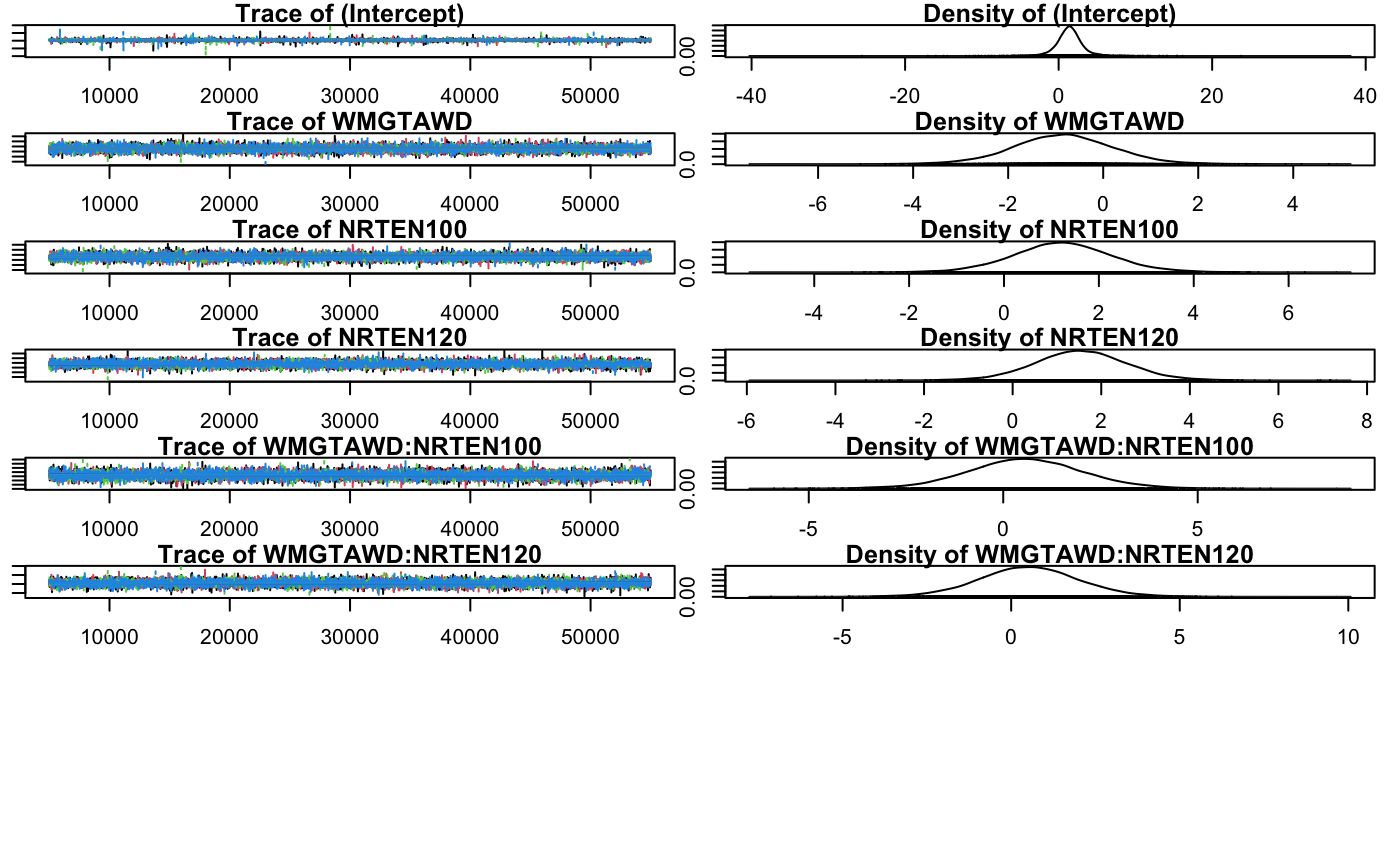 Trace of (Intercept) Density of (Intercept)
0.00
10000 20000 30000 40000 50000 -40 -20 0 20 40
Trace of WMGTAWD Density of WMGTAWD
0.0
10000 20000 30000 40000 50000 -6 -4 -2 0 2 4
Trace of NRTEN100 Density of NRTEN100
0.0
10000 20000 30000 40000 50000 -4 -2 0 2 4 6
Trace of NRTEN120 Density of NRTEN120
0.0
10000 20000 30000 40000 50000 -6 -4 -2 0 2 4 6 8
Trace of WMGTAWD:NRTEN100 Density of WMGTAWD:NRTEN100
0.00
10000 20000 30000 40000 50000 -5 0 5
Trace of WMGTAWD:NRTEN120 Density of WMGTAWD:NRTEN120
0.00
10000 20000 30000 40000 50000 -5 0 5 10